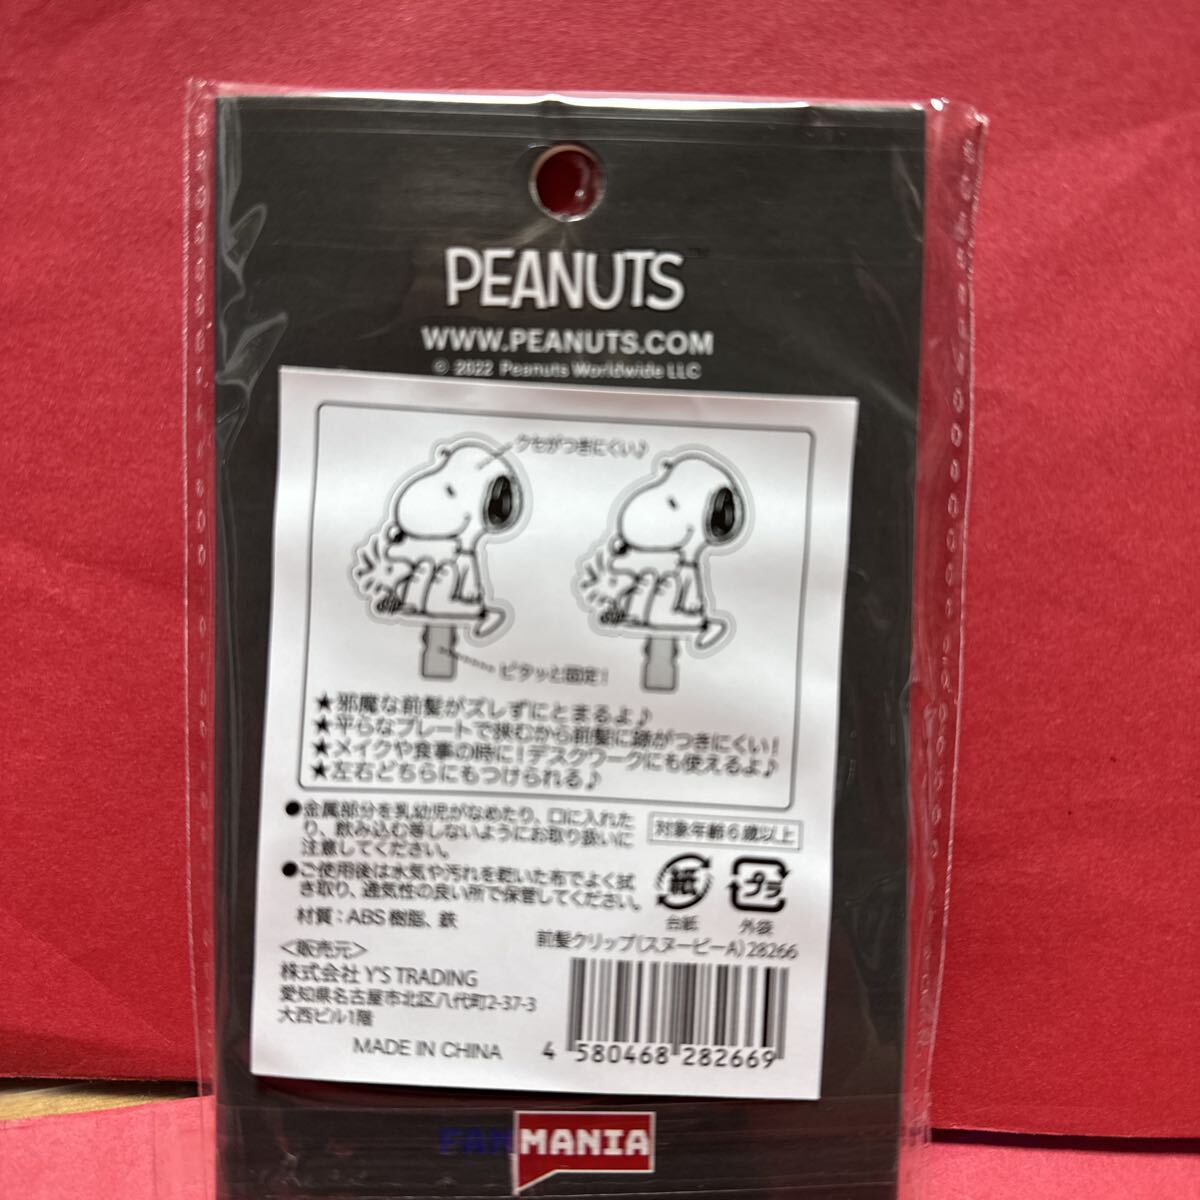 PEANUTS™
WWW.PEANUTS.COM
© 2022 Peanuts Worldwide LLC
クセがつきにくい♪
ピタッと固定!
★邪魔な前髪がズレずにとまるよ♪
★平らなプレートで挟むから前髪に跡がつきにくい!
★メイクや食事の時に!デスクワークにも使えるよ♪
★左右どちらにもつけられる♪
●金属部分を乳幼児がなめたり、口に入れた
り、飲み込む等しないようにお取り扱いに
注意してください。
対象年齢6歳以上
●ご使用後は水気や汚れを乾いた布でよく拭
き取り、通気性の良い所で保管してください。
紙
プラ
台紙
外袋
材質:ABS樹脂、鉄
前髪クリップ(スヌーピーA)28266
<販売元>
株式会社 Y'S TRADING
愛知県名古屋市北区八代町2-37-3
大西ビル1階
MADE IN CHINA
4 580468 282669
FANMANIA